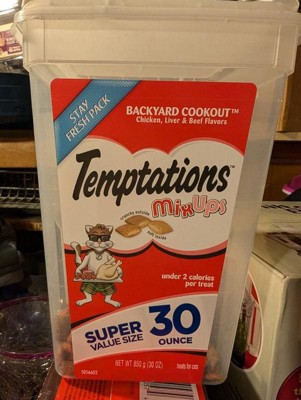 STAY
FRESH PACK
BACKYARD COOKOUT™
Chicken, Liver & Beef Flavors
Temptations™
MixUps
crunchy outside
soft inside
under 2 calories
per treat
SUPER
VALUE SIZE
30
OUNCE
NET WT 850 g (30 OZ)
treats for cats